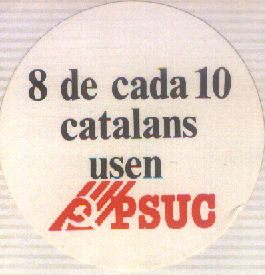 8 de cada 10
catalans
usen
PSUC